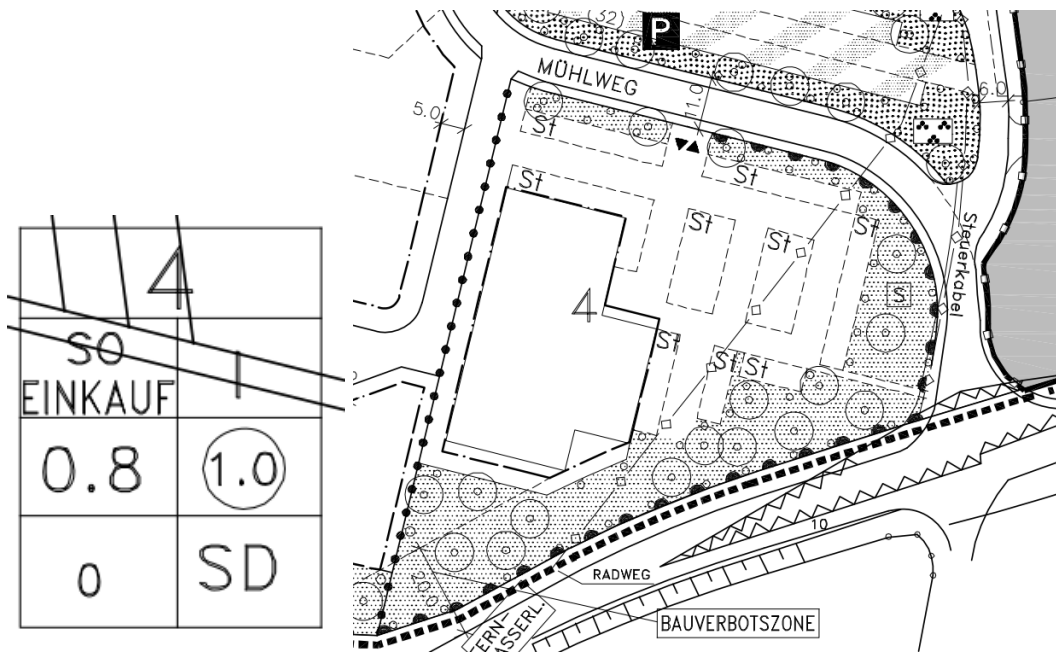 4
SO
EINKAUF
I
0.8
1.0
o
SD
32
P
MÜHLWEG
11.0
6.0
5.0
St
St
St
St
St
St
St
St
St
4
S
Steuerkabel
10
RADWEG
20.0
FERN-
WASSERL.
BAUVERBOTSZONE